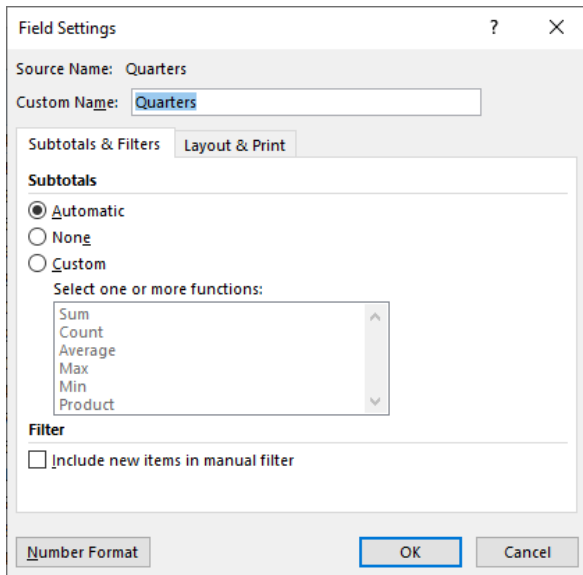 Field Settings ? ×
Source Name: Quarters
Custom Name: Quarters
Subtotals & Filters Layout & Print
Subtotals
Automatic
None
Custom
Select one or more functions:
Sum
Count
Average
Max
Min
Product
Filter
Include new items in manual filter
Number Format OK Cancel